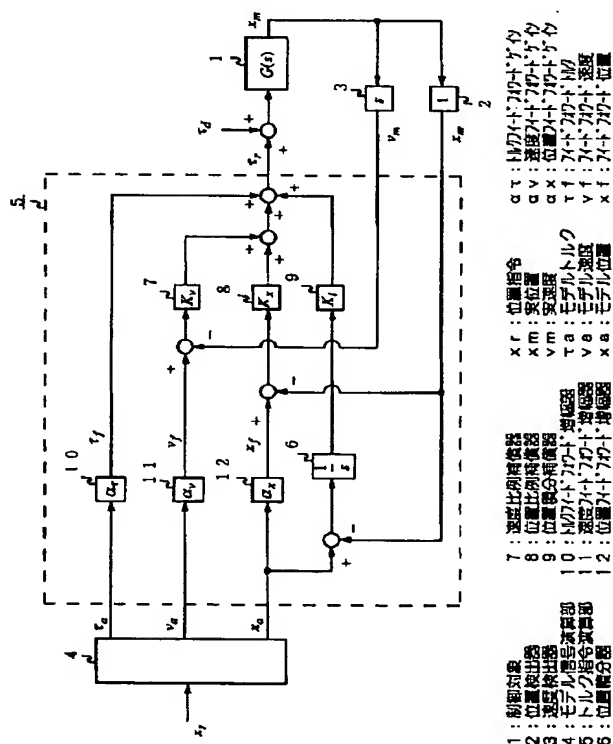 5
1
x_m
G(s)
τ_d
+
+
τ_r
3
s
v_m
1
2
x_m
+
+
+
+
+
+
7
K_v
8
K_x
9
K_I
-
+
-
+
10
τ_f
α_τ
11
v_f
α_v
12
x_f
α_x
6
1
s
-
+
4
τ_a
v_a
x_a
x_r
1：制御対象
2：位置検出器
3：速度検出器
4：モデル信号演算部
5：トルク指令演算部
6：位置積分器
7：速度比例補償器
8：位置比例補償器
9：位置積分補償器
10：トルクフィードフォワード増幅器
11：速度フィードフォワード増幅器
12：位置フィードフォワード増幅器
xr：位置指令
xm：実位置
vm：実速度
τa：モデルトルク
va：モデル速度
xa：モデル位置
ατ：トルクフィードフォワードゲイン
αv：速度フィードフォワードゲイン
αx：位置フィードフォワードゲイン
τf：フィードフォワードトルク
vf：フィードフォワード速度
xf：フィードフォワード位置